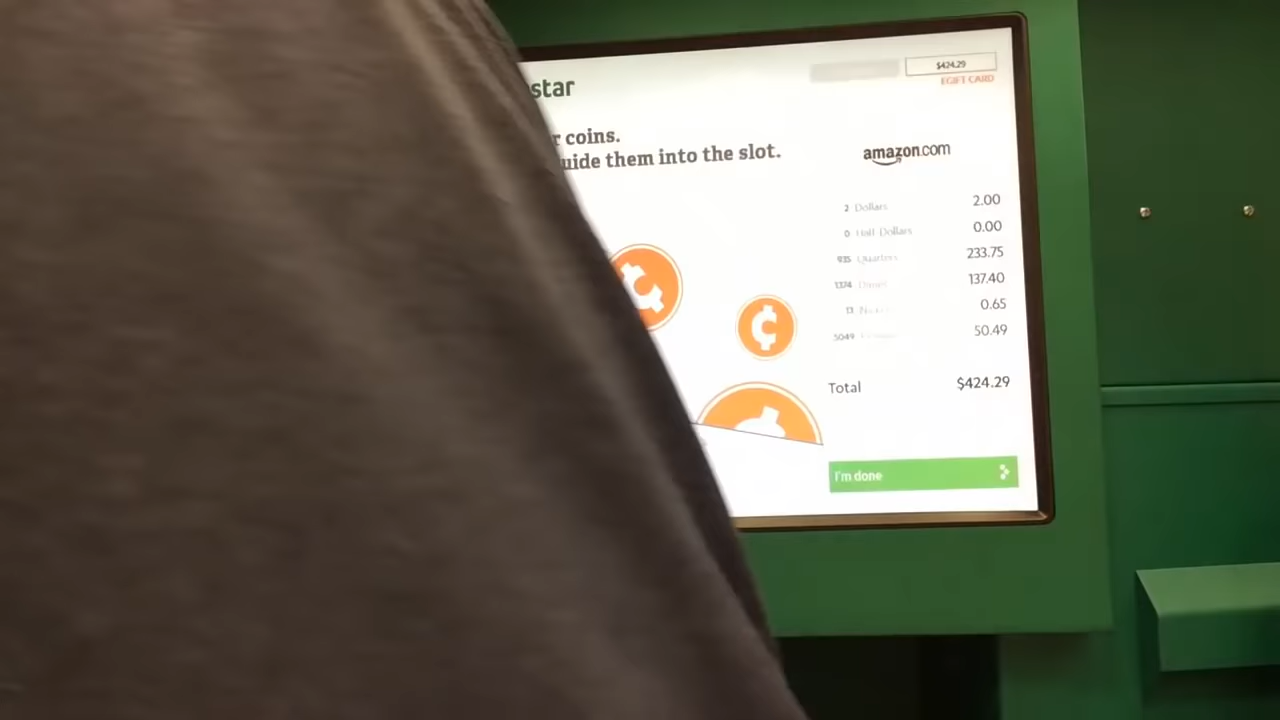 star
$424.29
EGIFT CARD
r coins.
uide them into the slot.
amazon.com
2 Dollars 2.00
0 Half-Dollars 0.00
935 Quarters 233.75
1374 Dimes 137.40
13 0.65
5049 50.49
Total $424.29
I'm done